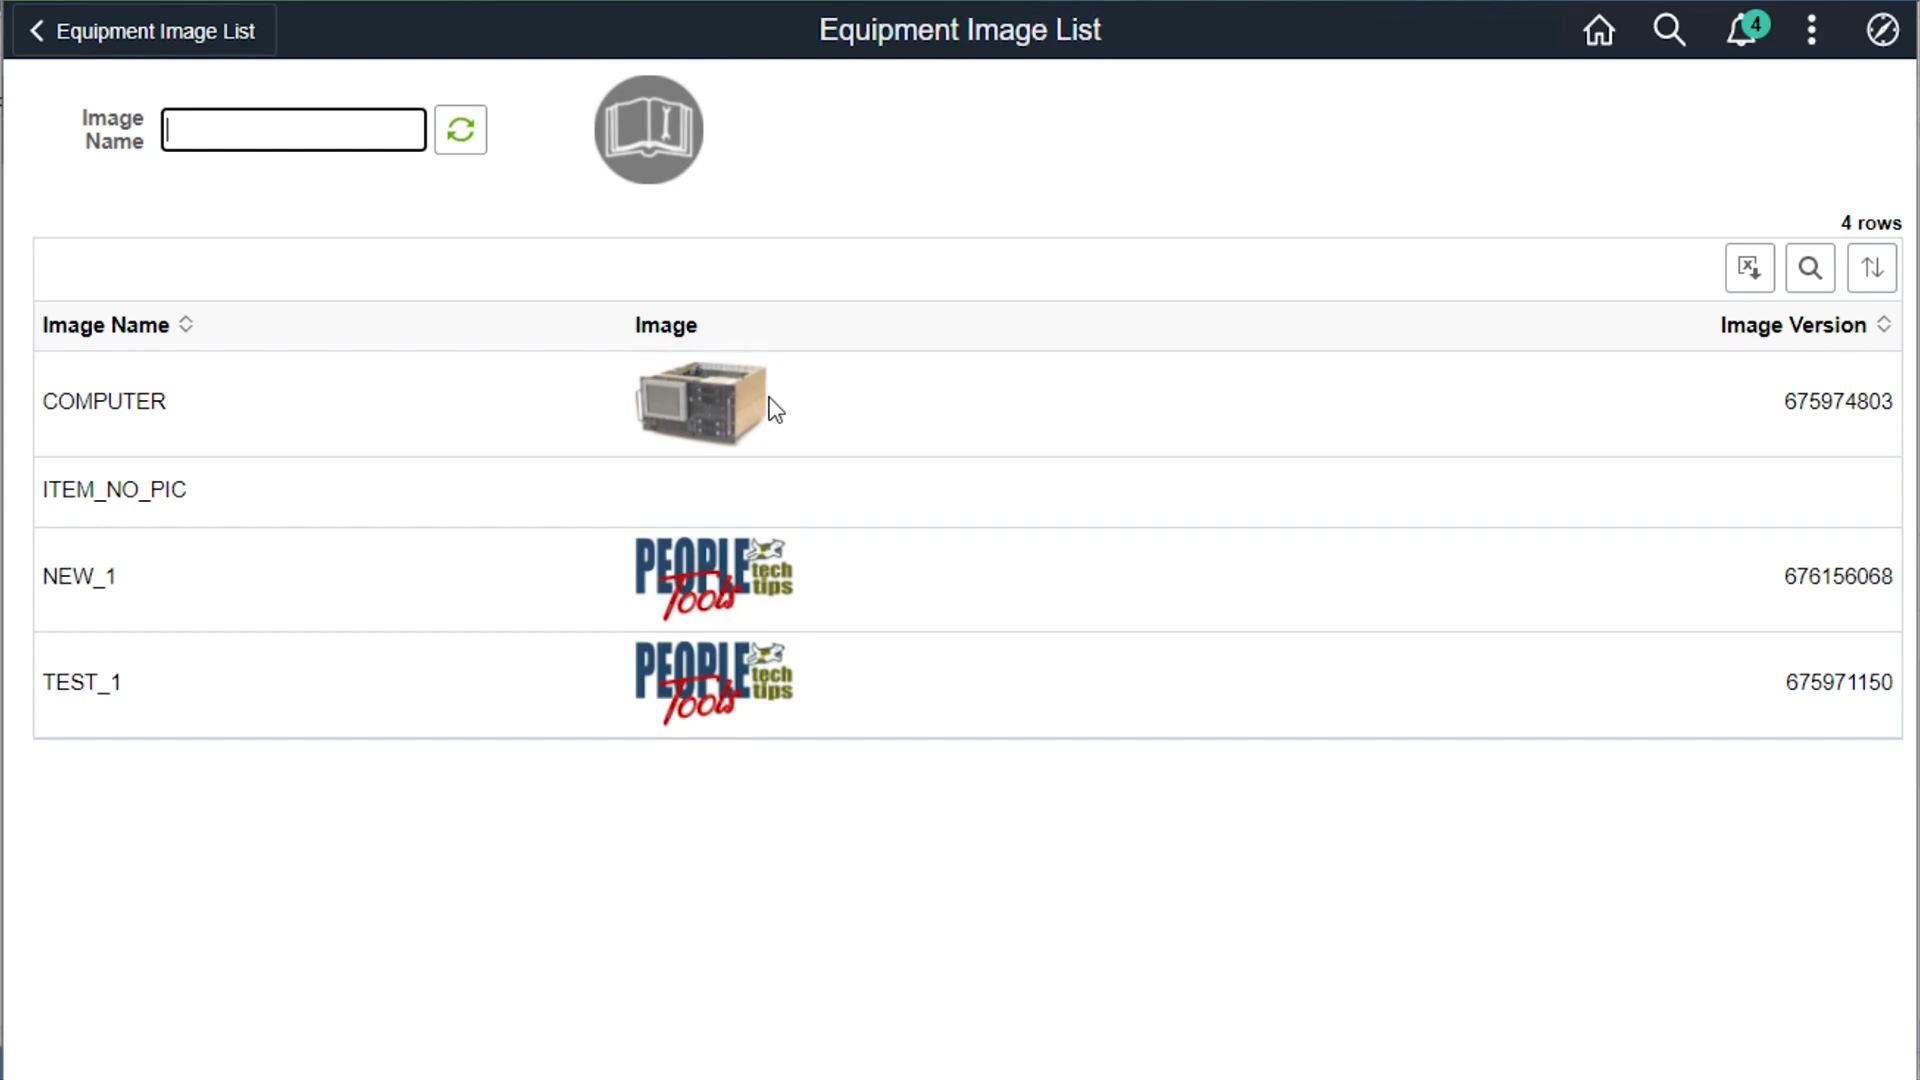 Equipment Image List
Equipment Image List
4
Image
Name
4 rows
Image Name
Image
Image Version
COMPUTER
675974803
ITEM_NO_PIC
NEW_1
PEOPLE
tech
tips
Tools
676156068
TEST_1
PEOPLE
tech
tips
Tools
675971150